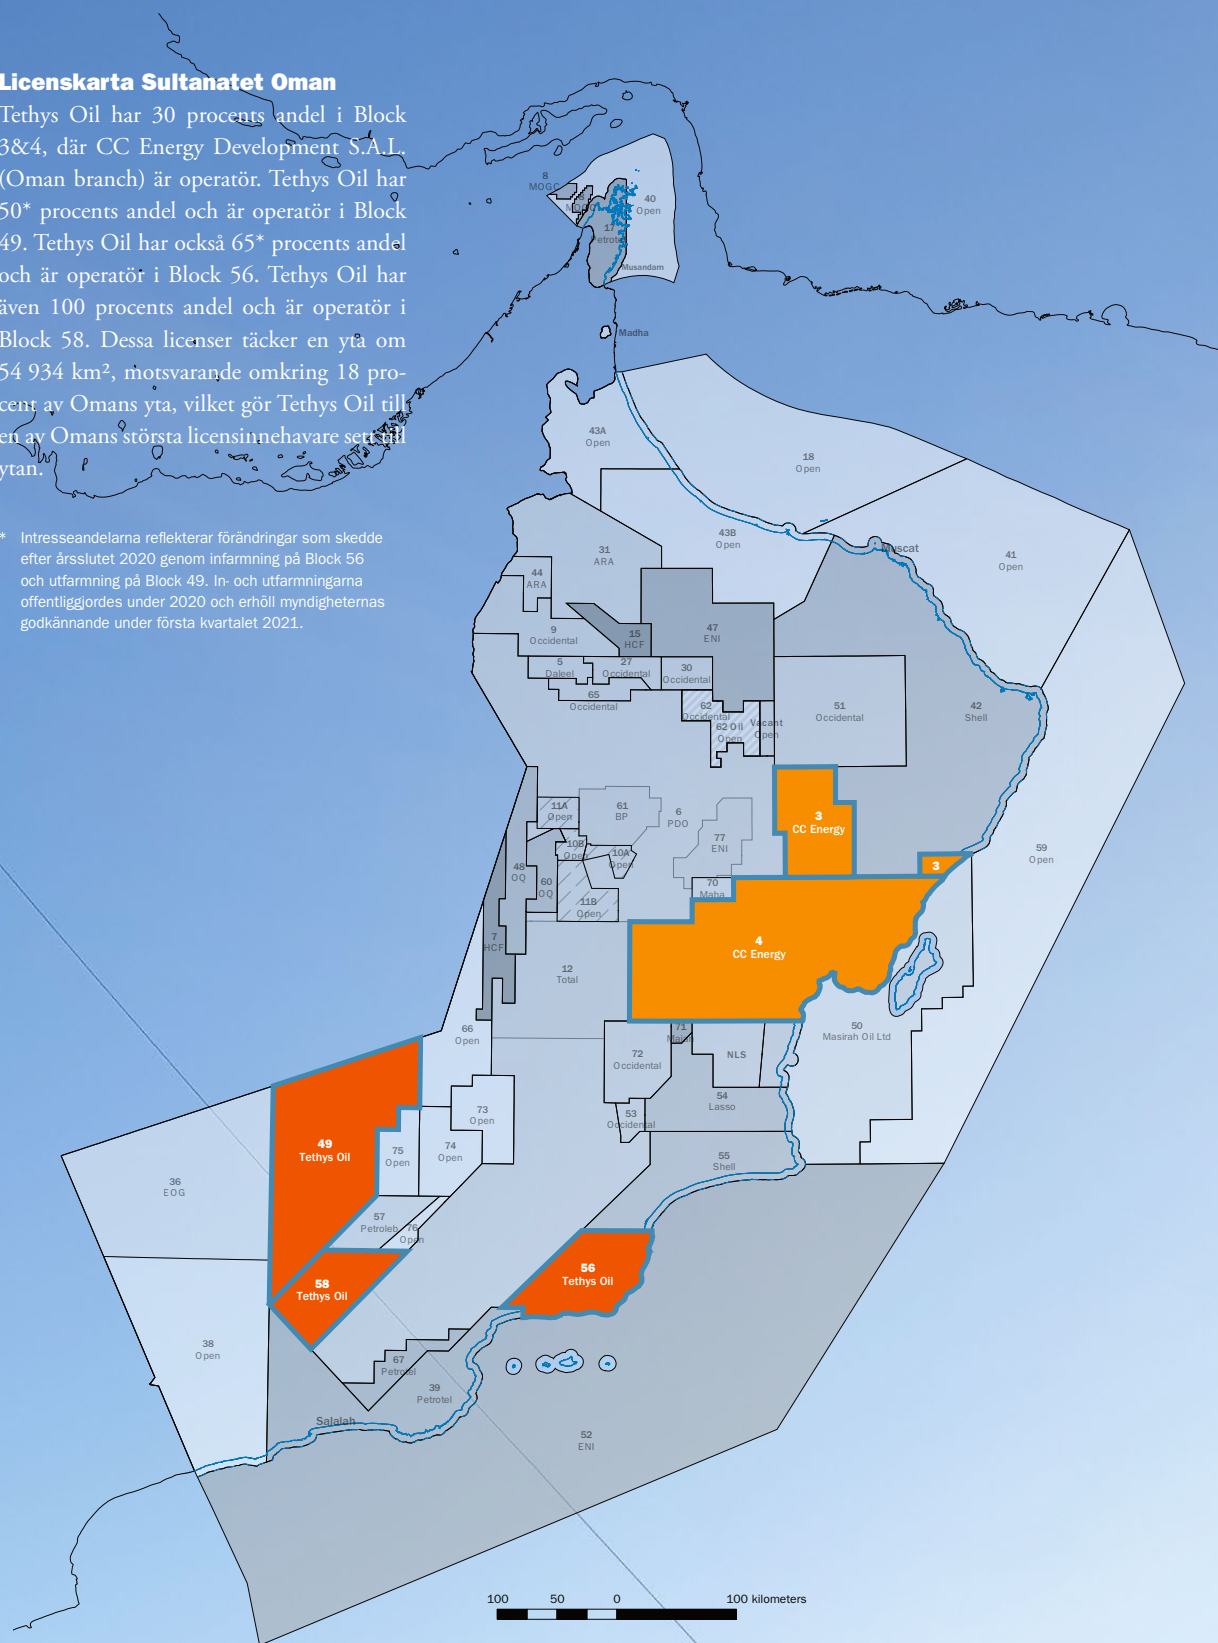 Licenskarta Sultanatet Oman
Tethys Oil har 30 procents andel i Block
3&4, där CC Energy Development S.A.L.
(Oman branch) är operatör. Tethys Oil har
50* procents andel och är operatör i Block
49. Tethys Oil har också 65* procents andel
och är operatör i Block 56. Tethys Oil har
även 100 procents andel och är operatör i
Block 58. Dessa licenser täcker en yta om
54 934 km², motsvarande omkring 18 pro-
cent av Omans yta, vilket gör Tethys Oil till
en av Omans största licensinnehavare sett till
ytan.
* Intresseandelarna reflekterar förändringar som skedde
efter årsslutet 2020 genom infarmning på Block 56
och utfarmning på Block 49. In- och utfarmningarna
offentliggjordes under 2020 och erhöll myndigheternas
godkännande under första kvartalet 2021.
8
MOGC
8
MOGC
40
Open
17
Petrotel
Musandam
Madha
43A
Open
18
Open
43B
Open
Muscat
41
Open
31
ARA
44
ARA
9
Occidental
15
HCF
47
ENI
5
Daleel
27
Occidental
30
Occidental
65
Occidental
62
Occidental
62 Oil
Open
Vacant
Open
51
Occidental
42
Shell
11A
Open
61
BP
6
PDO
77
ENI
3
CC Energy
59
Open
10B
Open
10A
Open
3
48
OQ
60
OQ
70
Maha
11B
Open
7
HCF
4
CC Energy
12
Total
66
Open
71
Majan
50
Masirah Oil Ltd
72
Occidental
NLS
54
Lasso
73
Open
53
Occidental
49
Tethys Oil
75
Open
74
Open
55
Shell
36
EOG
57
Petroleb
76
Open
58
Tethys Oil
56
Tethys Oil
38
Open
67
Petrotel
39
Petrotel
Salalah
52
ENI
100 50 0 100 kilometers